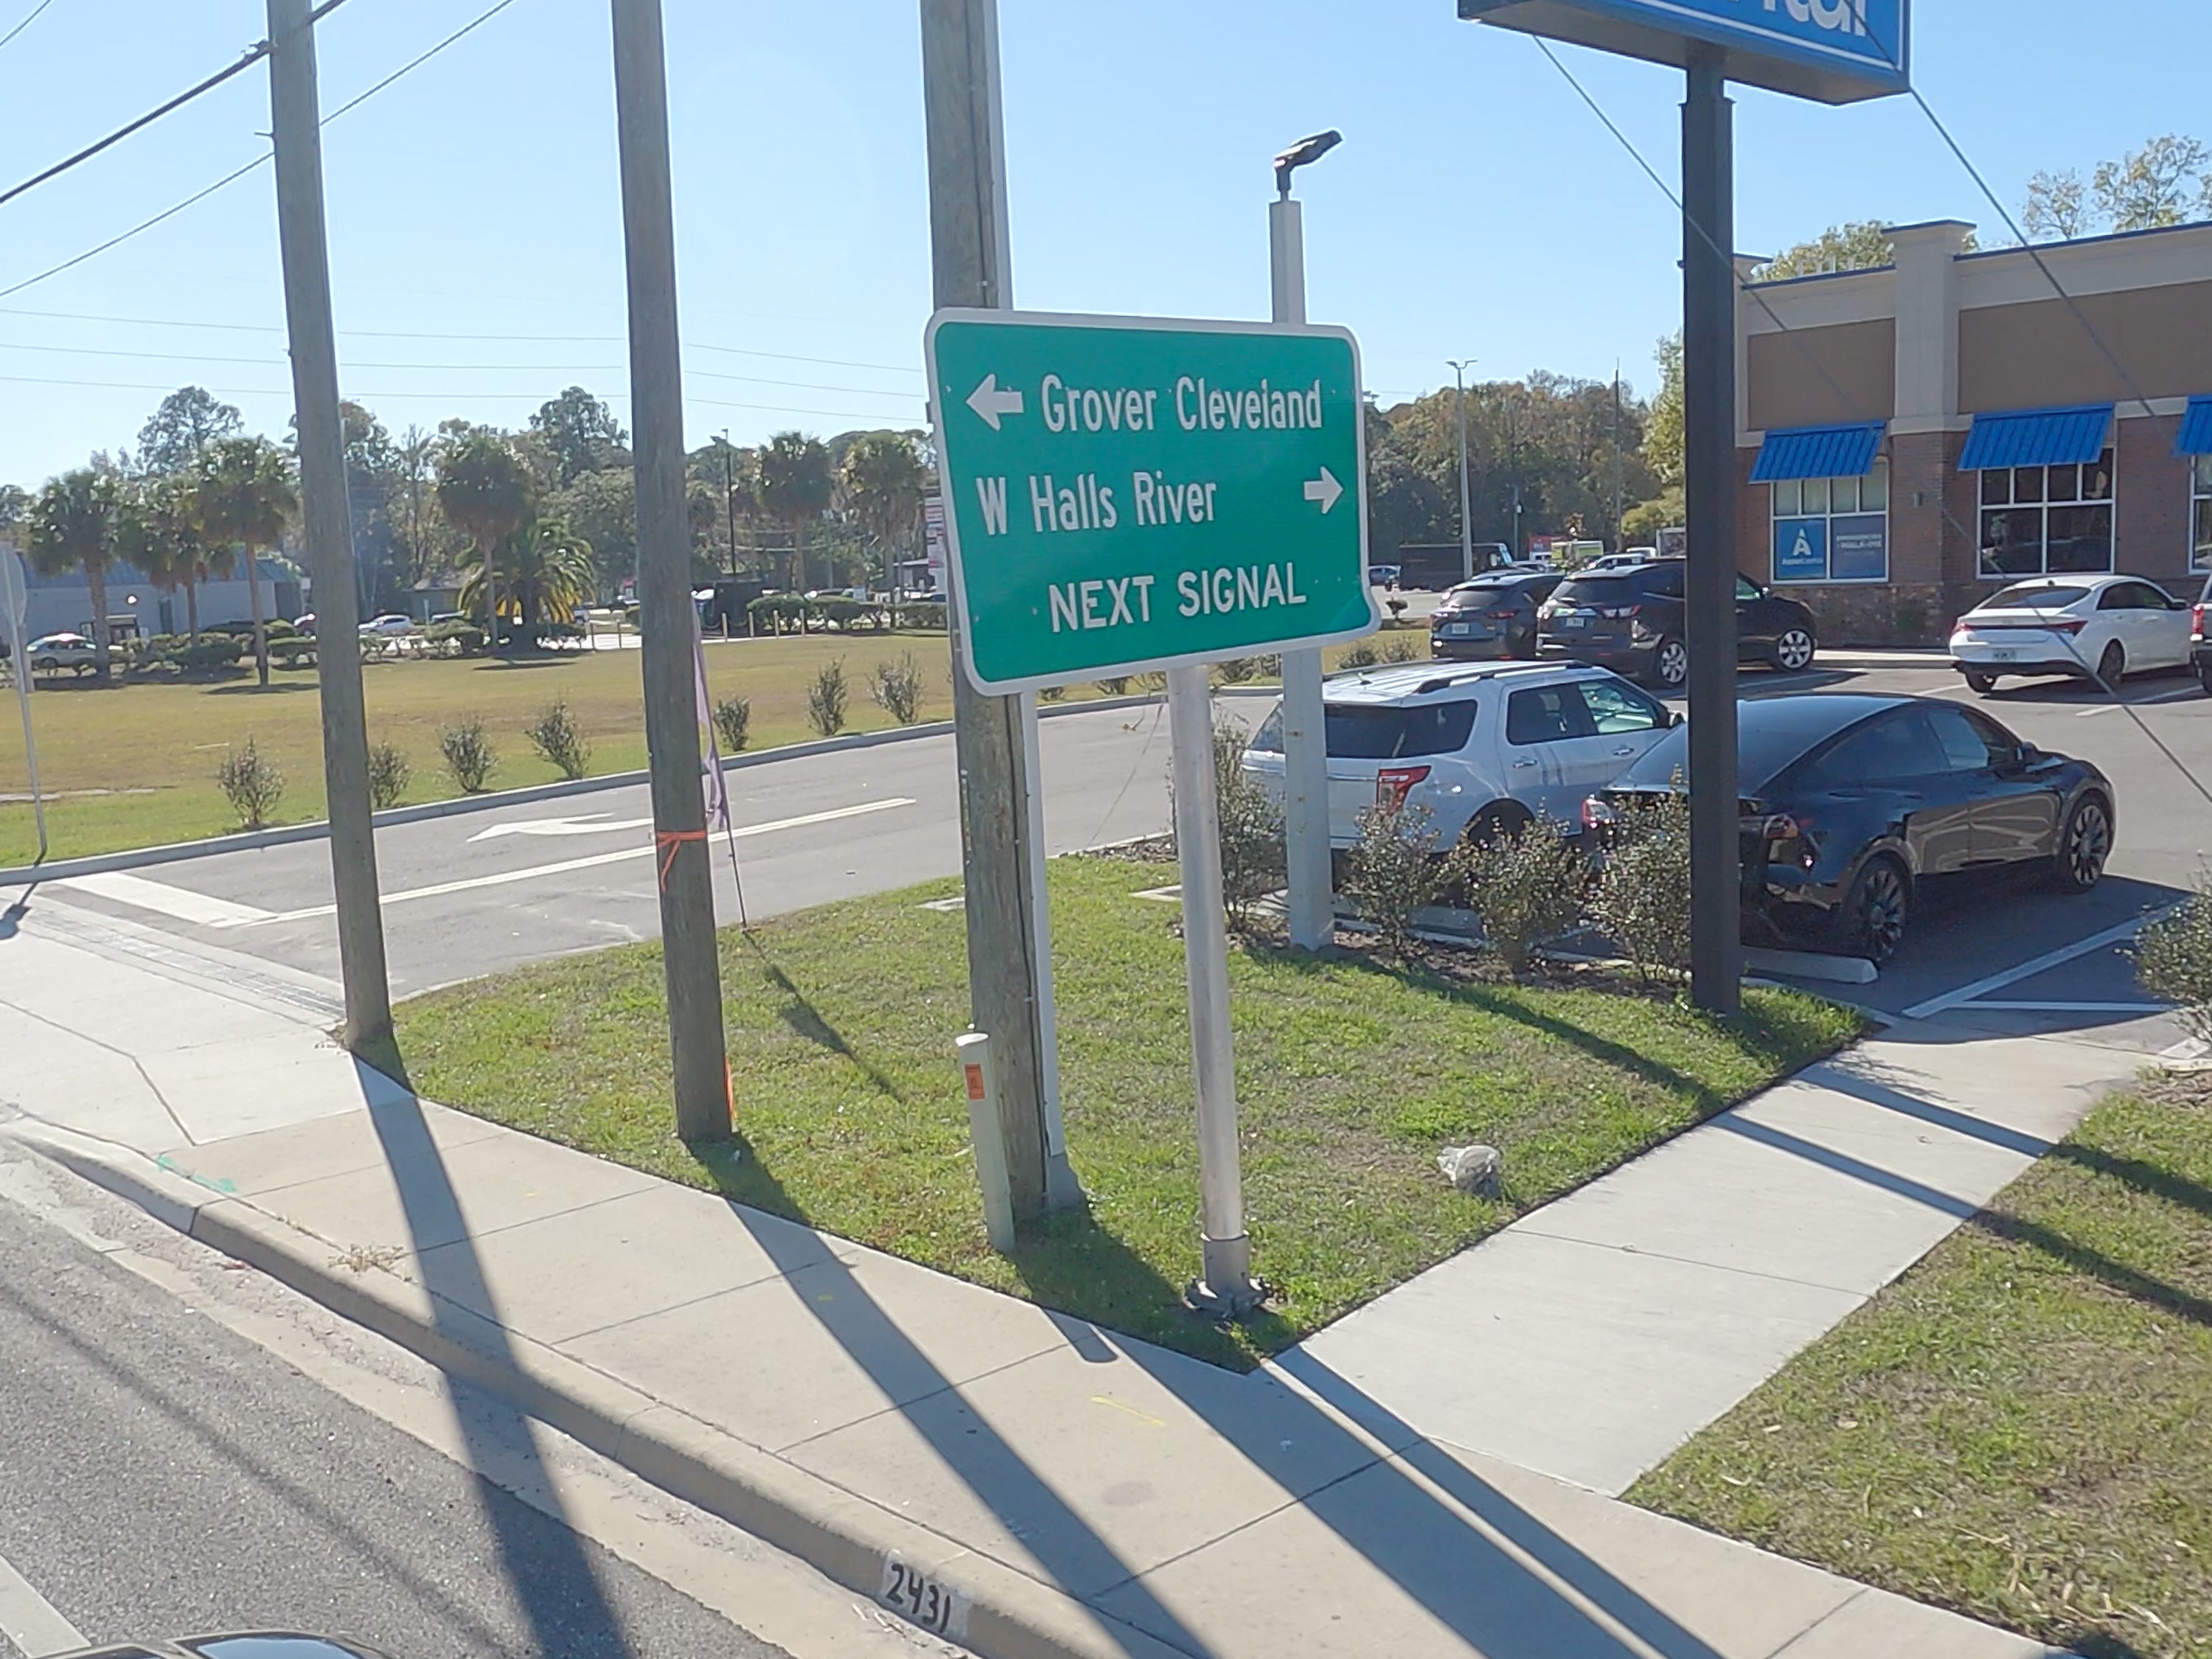 Grover Cleveland
W Halls River
NEXT SIGNAL
A
2431